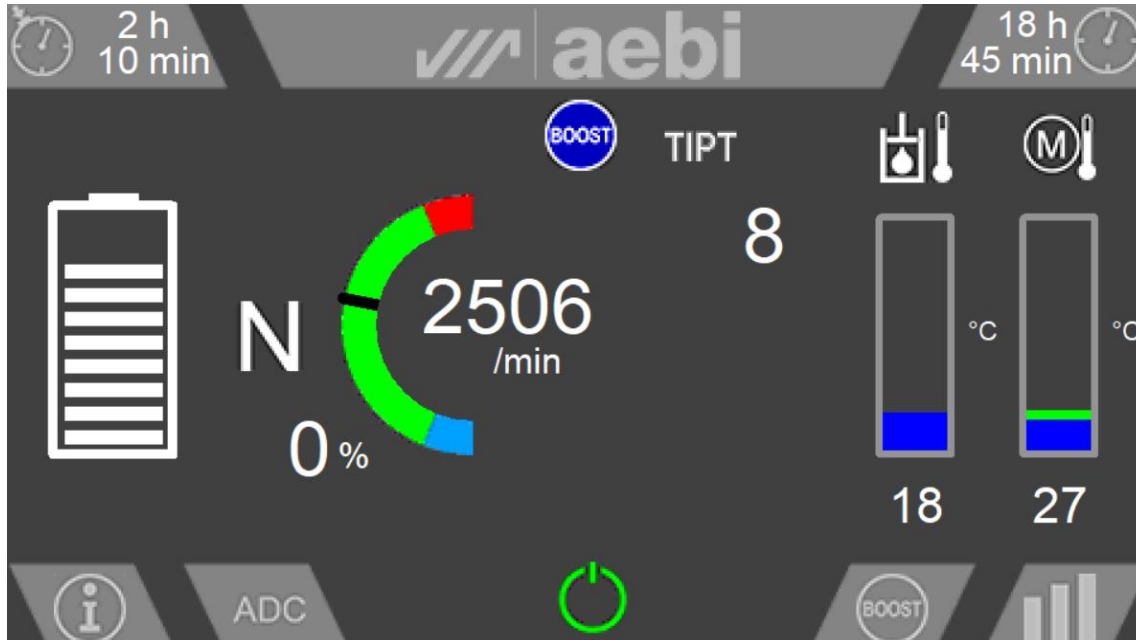 2 h
10 min
aebi
18 h
45 min
BOOST
TIPT
M
8
N
2506
/min
0 %
°C
°C
18
27
i
ADC
BOOST